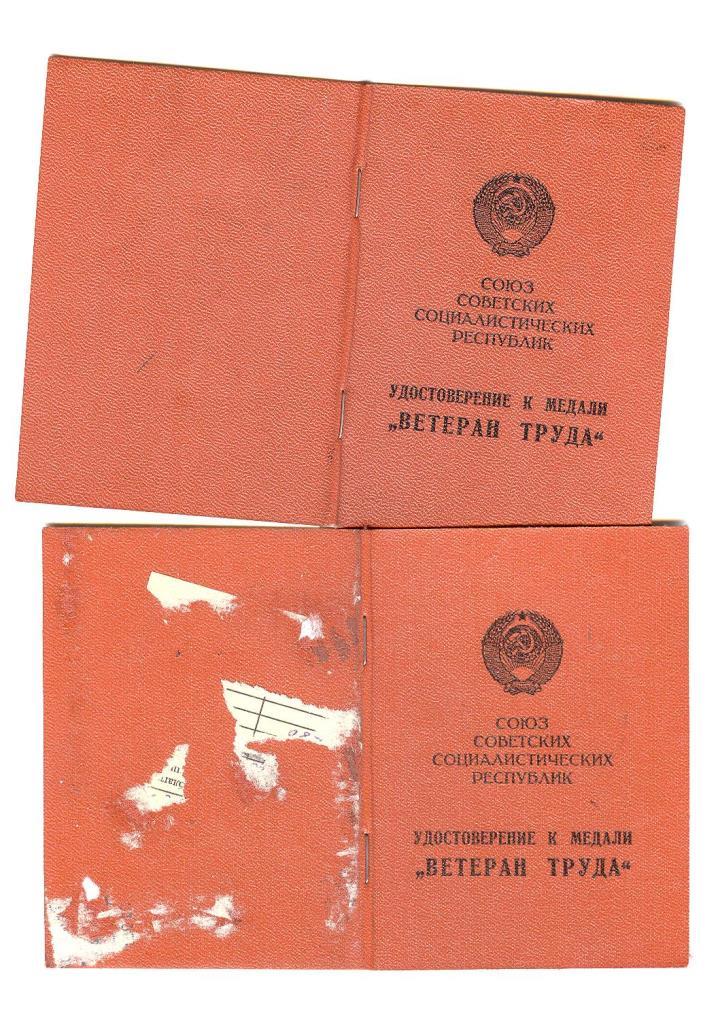 СОЮЗ
СОВЕТСКИХ
СОЦИАЛИСТИЧЕСКИХ
РЕСПУБЛИК
УДОСТОВЕРЕНИЕ К МЕДАЛИ
„ВЕТЕРАН ТРУДА“
СОЮЗ
СОВЕТСКИХ
СОЦИАЛИСТИЧЕСКИХ
РЕСПУБЛИК
УДОСТОВЕРЕНИЕ К МЕДАЛИ
„ВЕТЕРАН ТРУДА“